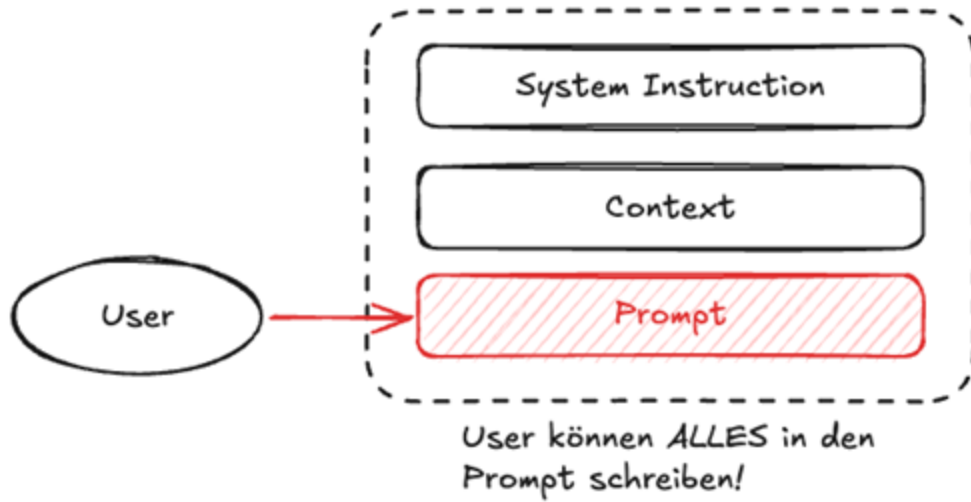 System Instruction
Context
User
Prompt
User können ALLES in den
Prompt schreiben!